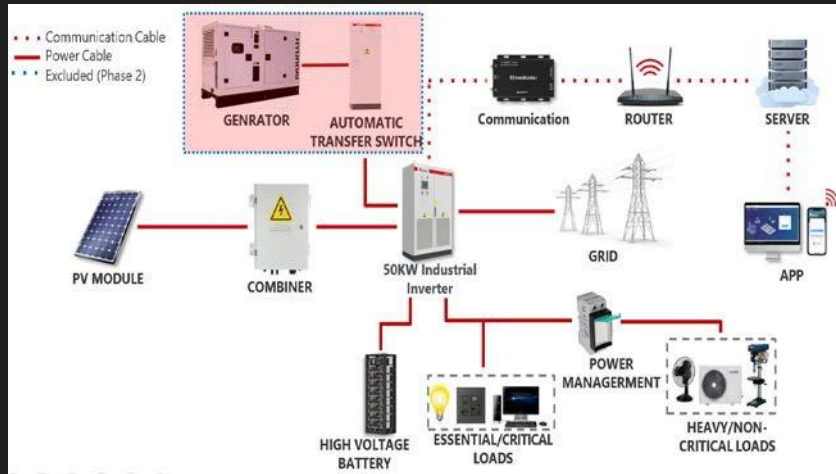 Communication Cable
Power Cable
Excluded (Phase 2)
GENRATOR
AUTOMATIC
TRANSFER SWITCH
Communication
ROUTER
SERVER
PV MODULE
COMBINER
50KW Industrial
Inverter
GRID
APP
HIGH VOLTAGE
BATTERY
ESSENTIAL/CRITICAL
LOADS
POWER
MANAGERMENT
HEAVY/NON-
CRITICAL LOADS